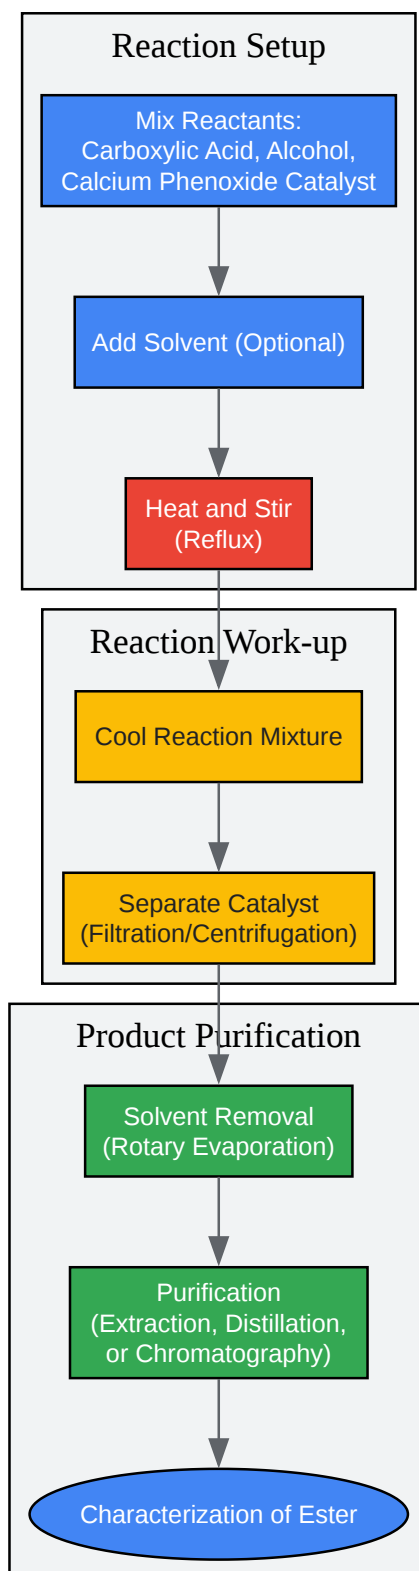 Reaction Setup
Mix Reactants:
Carboxylic Acid, Alcohol,
Calcium Phenoxide Catalyst
Add Solvent (Optional)
Heat and Stir
(Reflux)
Reaction Work-up
Cool Reaction Mixture
Separate Catalyst
(Filtration/Centrifugation)
Product Purification
Solvent Removal
(Rotary Evaporation)
Purification
(Extraction, Distillation,
or Chromatography)
Characterization of Ester